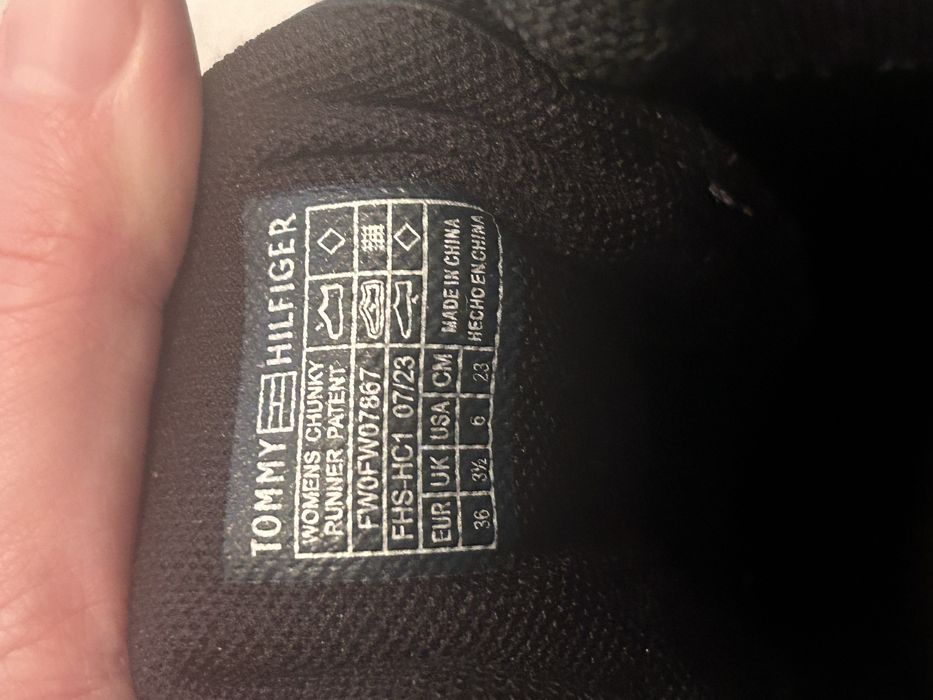 TOMMY HILFIGER
WOMENS CHUNKY
RUNNER PATENT
FW0FW07867
FHS-HC1 07/23
EUR UK USA CM
36 3½ 6 23
MADE IN CHINA
HECHO EN CHINA